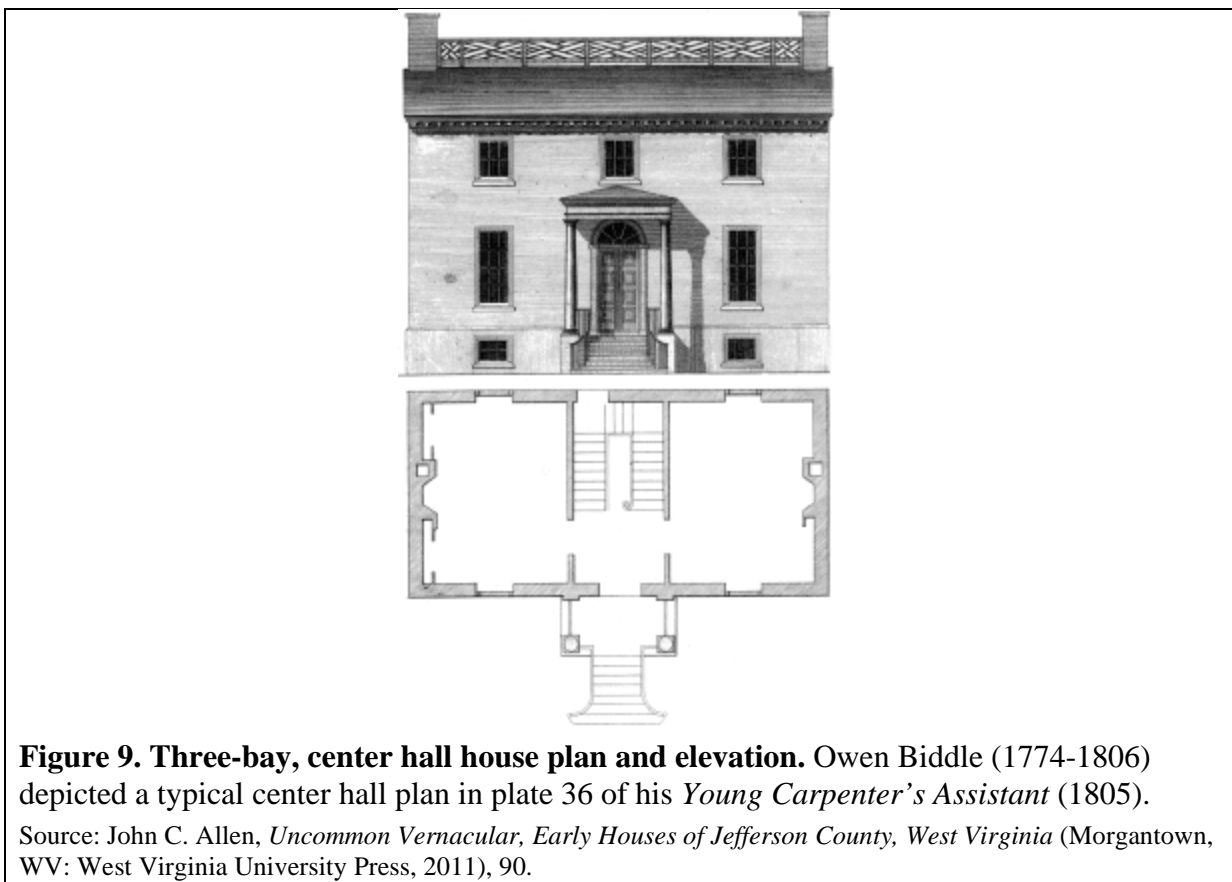 Figure 9. Three-bay, center hall house plan and elevation. Owen Biddle (1774-1806)
depicted a typical center hall plan in plate 36 of his Young Carpenter’s Assistant (1805).
Source: John C. Allen, Uncommon Vernacular, Early Houses of Jefferson County, West Virginia (Morgantown,
WV: West Virginia University Press, 2011), 90.